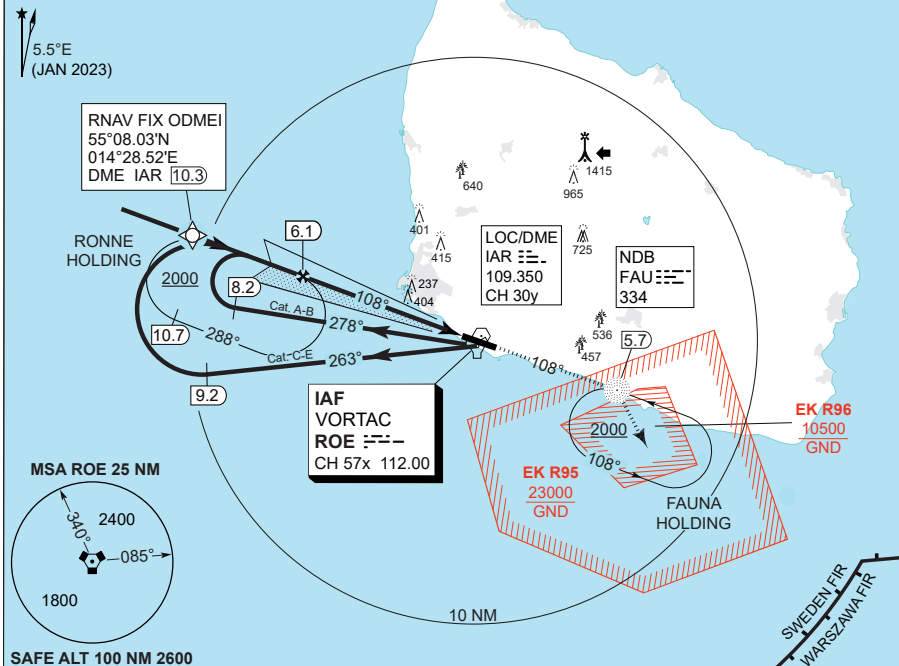 5.5°E
(JAN 2023)
RNAV FIX ODMEI
55°08.03'N
014°28.52'E
DME IAR 10.3
RONNE
HOLDING
2000
6.1
8.2
10.7
9.2
108°
Cat. A-B
278°
288°
Cat. C-E
263°
640
1415
965
401
415
725
237
404
LOC/DME
IAR
109.350
CH 30y
NDB
FAU
334
536
457
5.7
108°
IAF
VORTAC
ROE
CH 57x 112.00
2000
108°
EK R96
10500
GND
EK R95
23000
GND
FAUNA
HOLDING
MSA ROE 25 NM
340°
2400
085°
1800
10 NM
SWEDEN FIR
WARSZAWA FIR
SAFE ALT 100 NM 2600